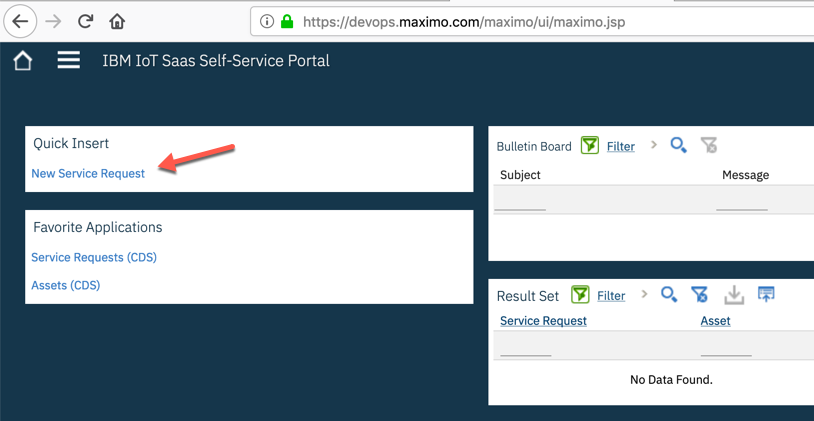 https://devops.maximo.com/maximo/ui/maximo.jsp
IBM IoT Saas Self-Service Portal
Quick Insert
New Service Request
Favorite Applications
Service Requests (CDS)
Assets (CDS)
Bulletin Board Filter
Subject Message
Result Set Filter
Service Request Asset
No Data Found.